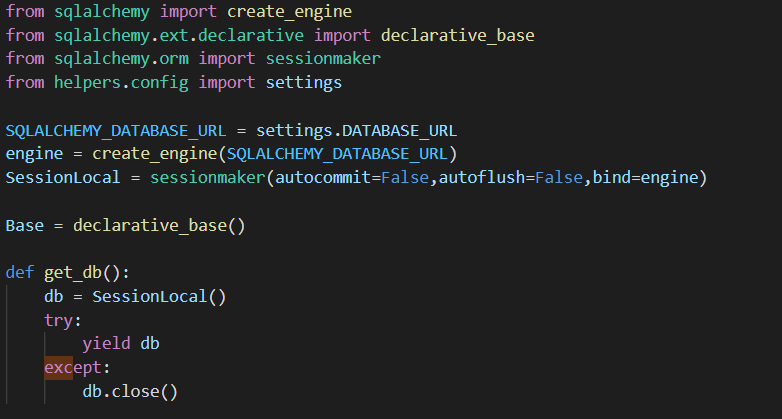 from sqlalchemy import create_engine
from sqlalchemy.ext.declarative import declarative_base
from sqlalchemy.orm import sessionmaker
from helpers.config import settings

SQLALCHEMY_DATABASE_URL = settings.DATABASE_URL
engine = create_engine(SQLALCHEMY_DATABASE_URL)
SessionLocal = sessionmaker(autocommit=False,autoflush=False,bind=engine)

Base = declarative_base()

def get_db():
    db = SessionLocal()
    try:
        yield db
    except:
        db.close()